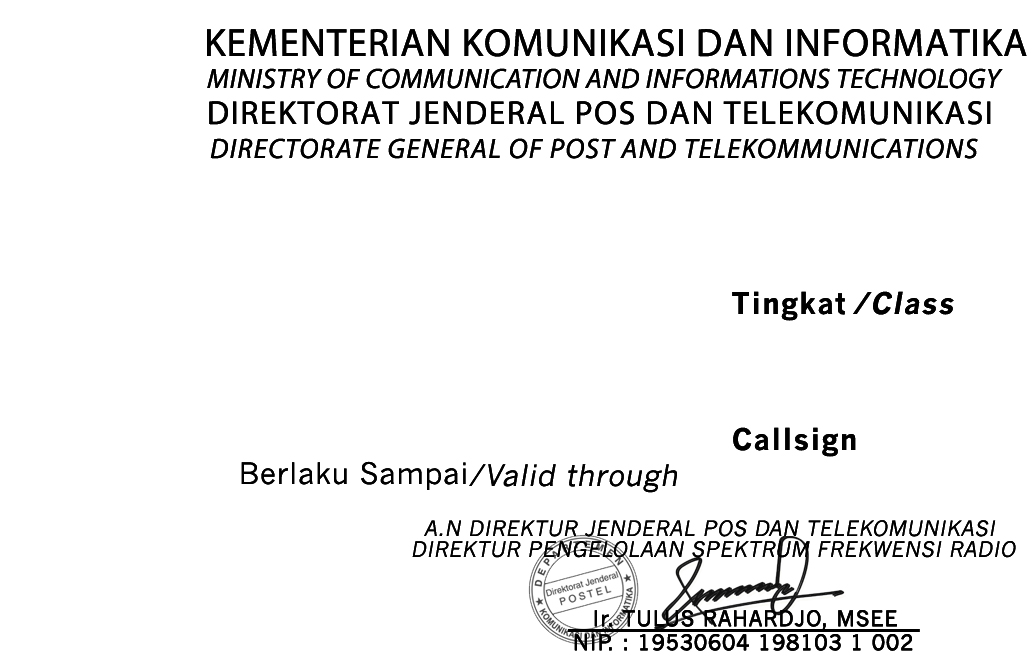 KEMENTERIAN KOMUNIKASI DAN INFORMATIKA
MINISTRY OF COMMUNICATION AND INFORMATIONS TECHNOLOGY
DIREKTORAT JENDERAL POS DAN TELEKOMUNIKASI
DIRECTORATE GENERAL OF POST AND TELEKOMMUNICATIONS
Tingkat /Class
Callsign
Berlaku Sampai/Valid through
A.N DIREKTUR JENDERAL POS DAN TELEKOMUNIKASI
DIREKTUR PENGELOLAAN SPEKTRUM FREKWENSI RADIO
DEPARTEMEN
Direktorat Jenderal
POSTEL
KOMUNIKASI DAN INFORMATIKA
Ir. TULUS RAHARDJO, MSEE
NIP. : 19530604 198103 1 002